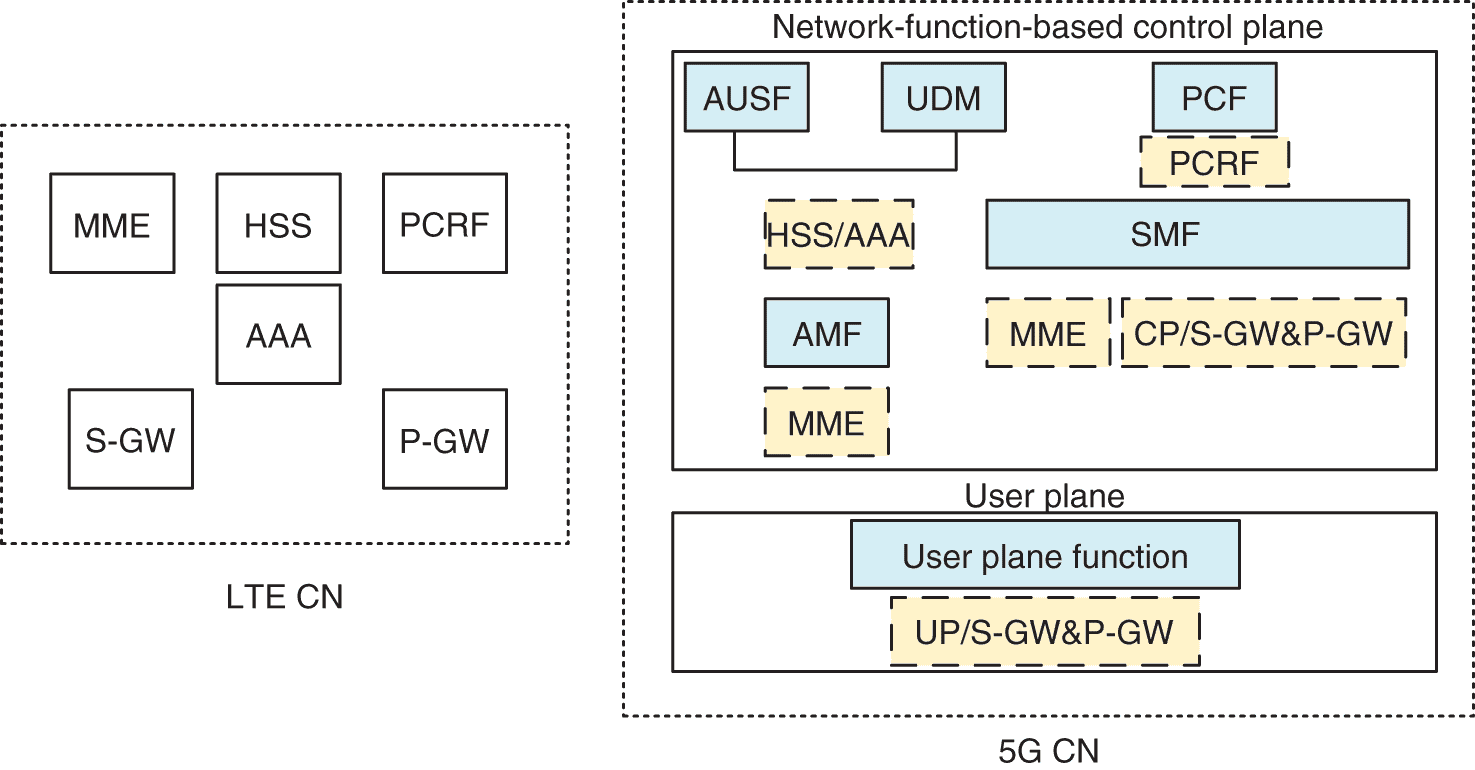 MME
HSS
PCRF
AAA
S-GW
P-GW
LTE CN
Network-function-based control plane
AUSF
UDM
PCF
PCRF
HSS/AAA
SMF
AMF
MME
CP/S-GW&P-GW
MME
User plane
User plane function
UP/S-GW&P-GW
5G CN